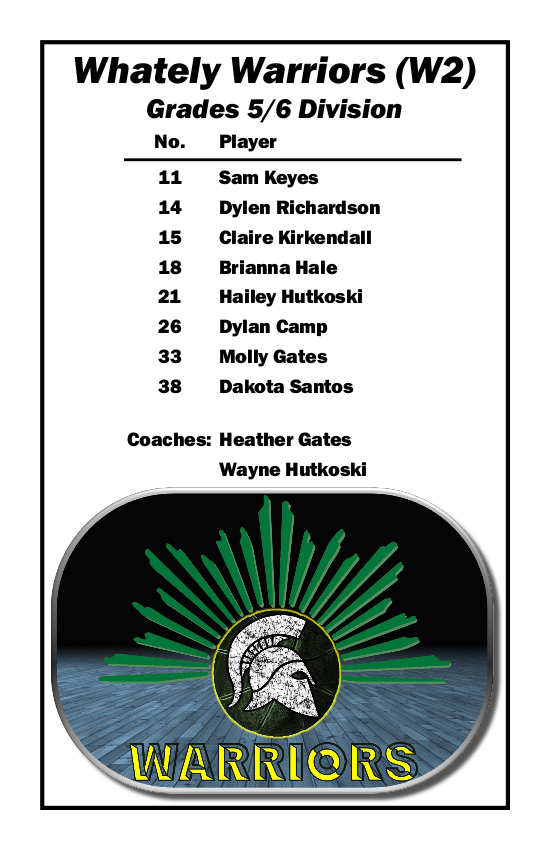 Whately Warriors (W2)
Grades 5/6 Division
No. Player
11 Sam Keyes
14 Dylen Richardson
15 Claire Kirkendall
18 Brianna Hale
21 Hailey Hutkoski
26 Dylan Camp
33 Molly Gates
38 Dakota Santos
Coaches: Heather Gates
Wayne Hutkoski
WARRIORS